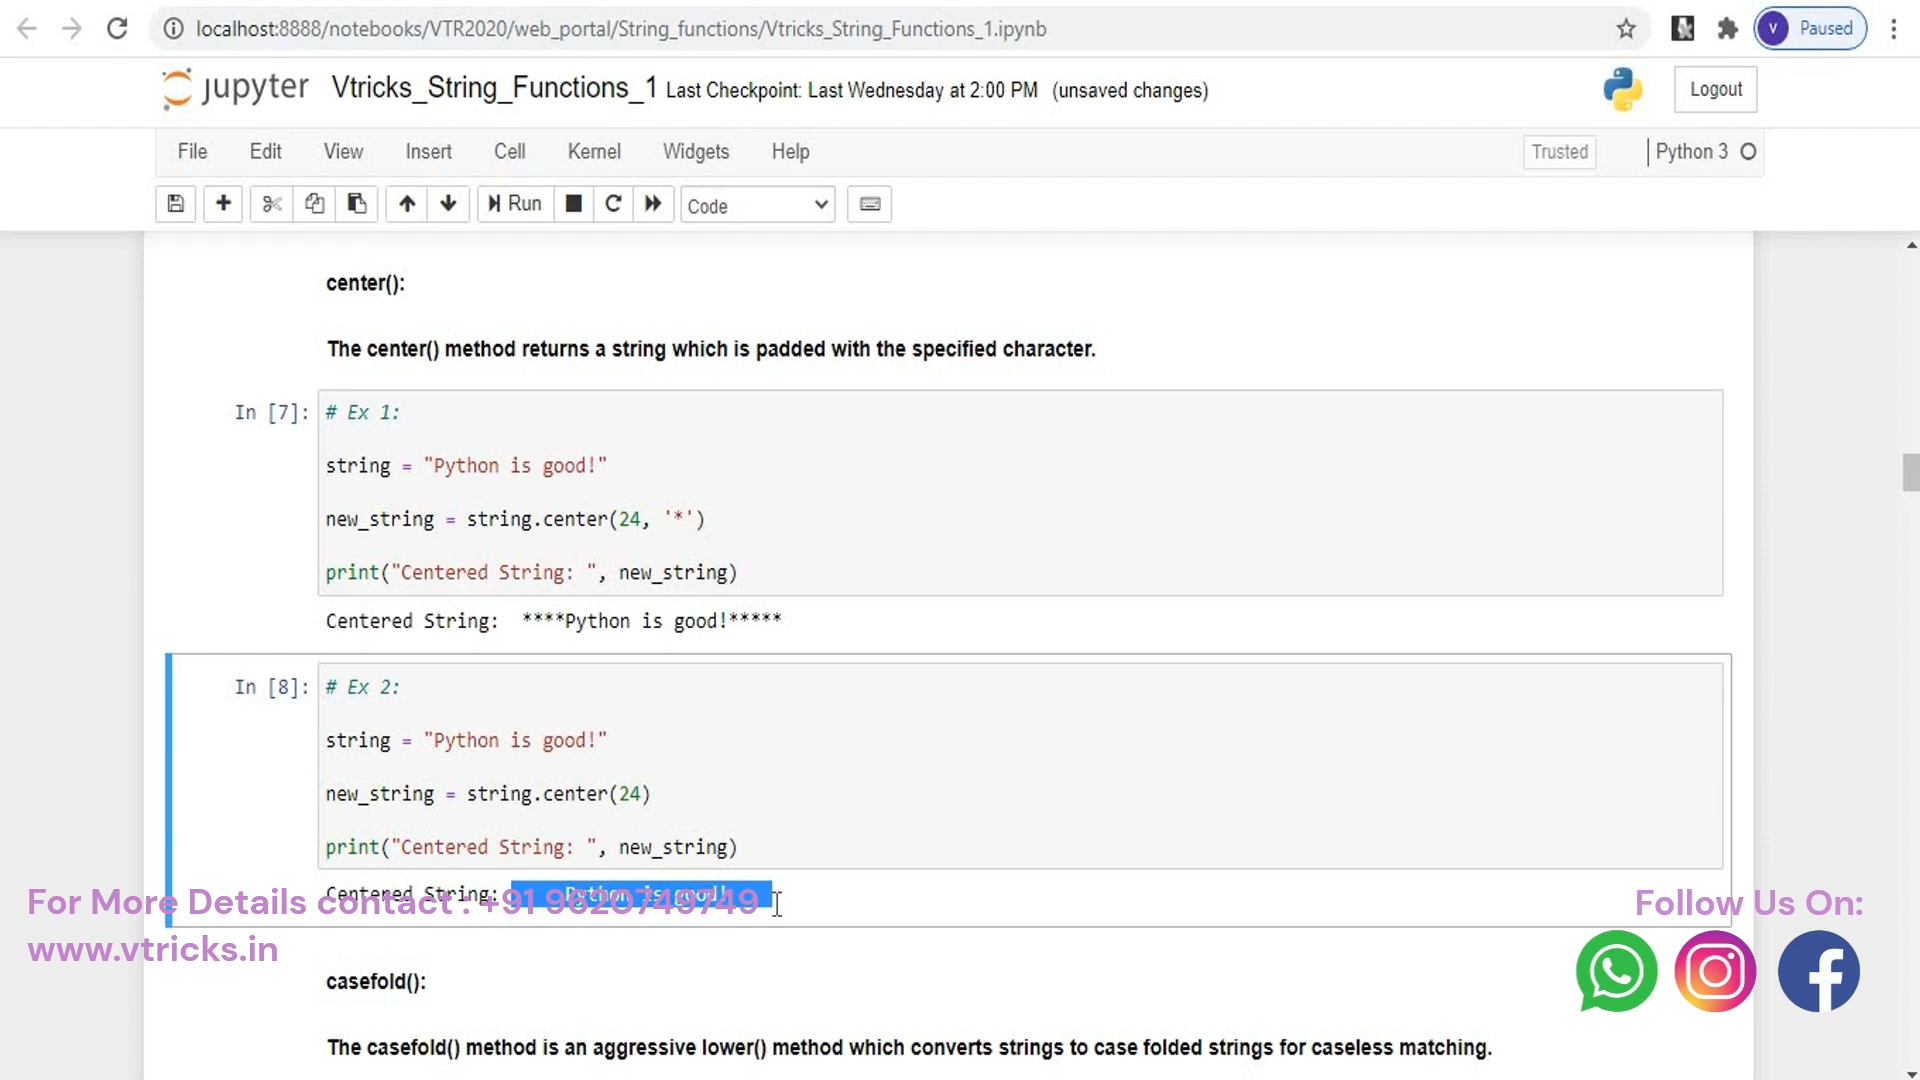 localhost:8888/notebooks/VTR2020/web_portal/String_functions/Vtricks_String_Functions_1.ipynb
V Paused
jupyter Vtricks_String_Functions_1 Last Checkpoint: Last Wednesday at 2:00 PM (unsaved changes)
Logout
File Edit View Insert Cell Kernel Widgets Help
Trusted
Python 3
Run
Code
center():
The center() method returns a string which is padded with the specified character.
In [7]:
# Ex 1:
string = "Python is good!"
new_string = string.center(24, '*')
print("Centered String: ", new_string)
Centered String:  ****Python is good!*****
In [8]:
# Ex 2:
string = "Python is good!"
new_string = string.center(24)
print("Centered String: ", new_string)
Centered String:      Python is good!
For More Details contact : +91 9620749749
www.vtricks.in
Follow Us On:
casefold():
The casefold() method is an aggressive lower() method which converts strings to case folded strings for caseless matching.